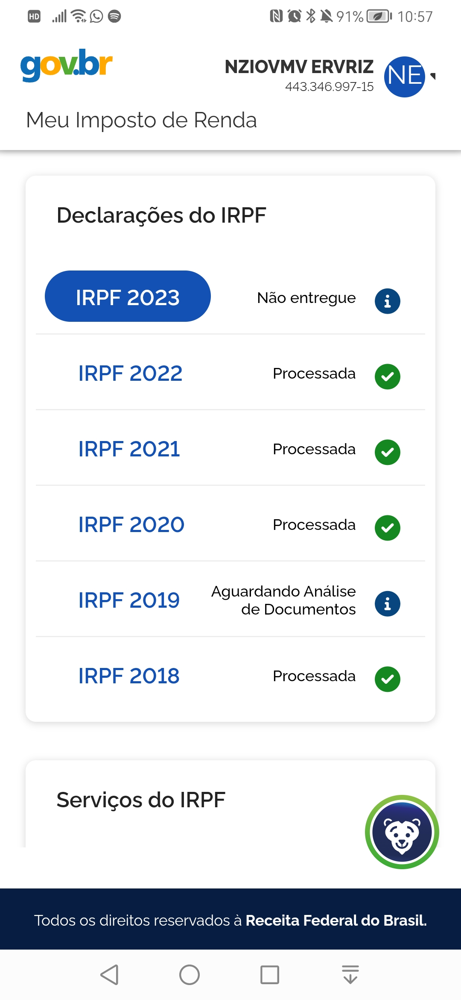 HD 91% 10:57
gov.br
NZIOVMV ERVRIZ
443.346.997-15
NE
Meu Imposto de Renda
Declarações do IRPF
IRPF 2023 Não entregue
IRPF 2022 Processada
IRPF 2021 Processada
IRPF 2020 Processada
IRPF 2019 Aguardando Análise
de Documentos
IRPF 2018 Processada
Serviços do IRPF
Todos os direitos reservados à Receita Federal do Brasil.